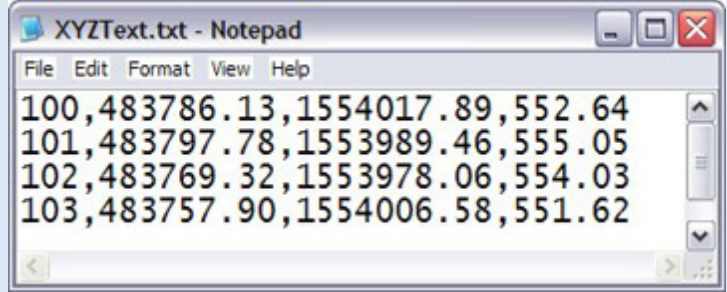 XYZText.txt - Notepad
File Edit Format View Help
100,483786.13,1554017.89,552.64
101,483797.78,1553989.46,555.05
102,483769.32,1553978.06,554.03
103,483757.90,1554006.58,551.62